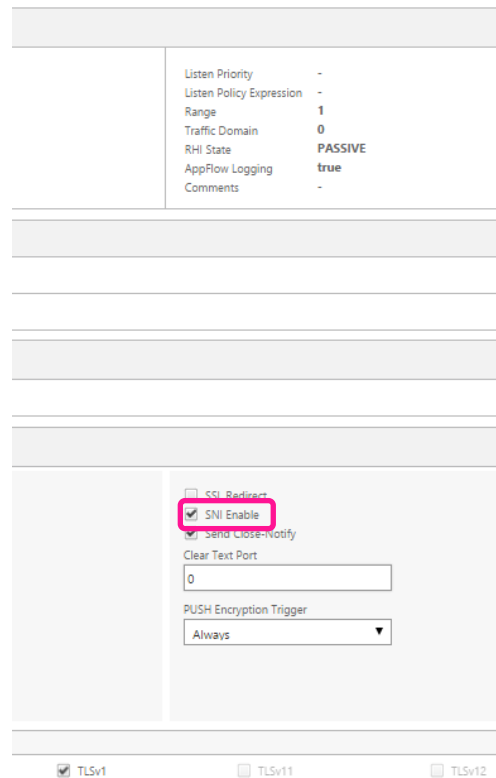 Listen Priority -
Listen Policy Expression -
Range 1
Traffic Domain 0
RHI State PASSIVE
AppFlow Logging true
Comments -
SSL Redirect
SNI Enable
Send Close-Notify
Clear Text Port
0
PUSH Encryption Trigger
Always
TLSv1 TLSv11 TLSv12